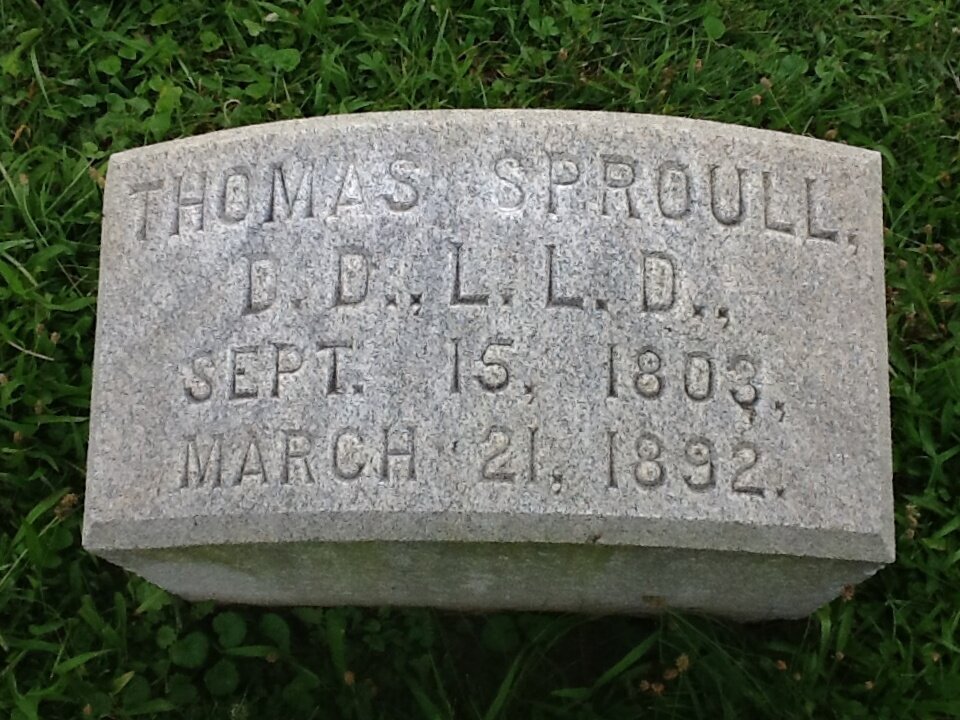 THOMAS SPROULL,
D.D., L.L.D.,
SEPT. 15, 1803,
MARCH 21, 1892.